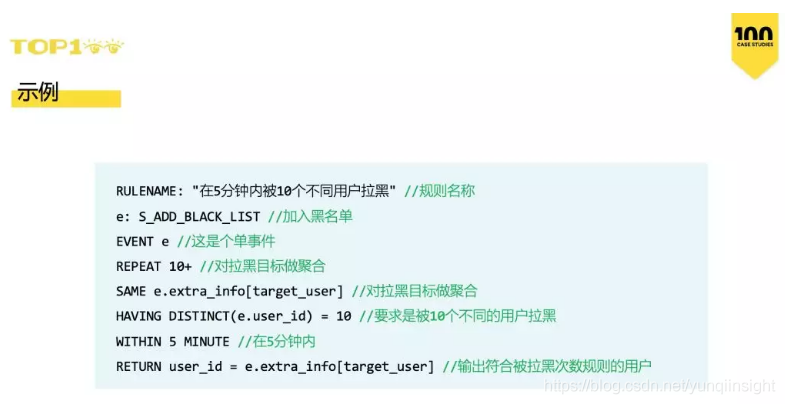 TOP100
100
CASE STUDIES
示例
RULENAME: "在5分钟内被10个不同用户拉黑" //规则名称
e: S_ADD_BLACK_LIST //加入黑名单
EVENT e //这是个单事件
REPEAT 10+ //对拉黑目标做聚合
SAME e.extra_info[target_user] //对拉黑目标做聚合
HAVING DISTINCT(e.user_id) = 10 //要求是被10个不同的用户拉黑
WITHIN 5 MINUTE //在5分钟内
RETURN user_id = e.extra_info[target_user] //输出符合被拉黑次数规则的用户
https://blog.csdn.net/yunqiinsight